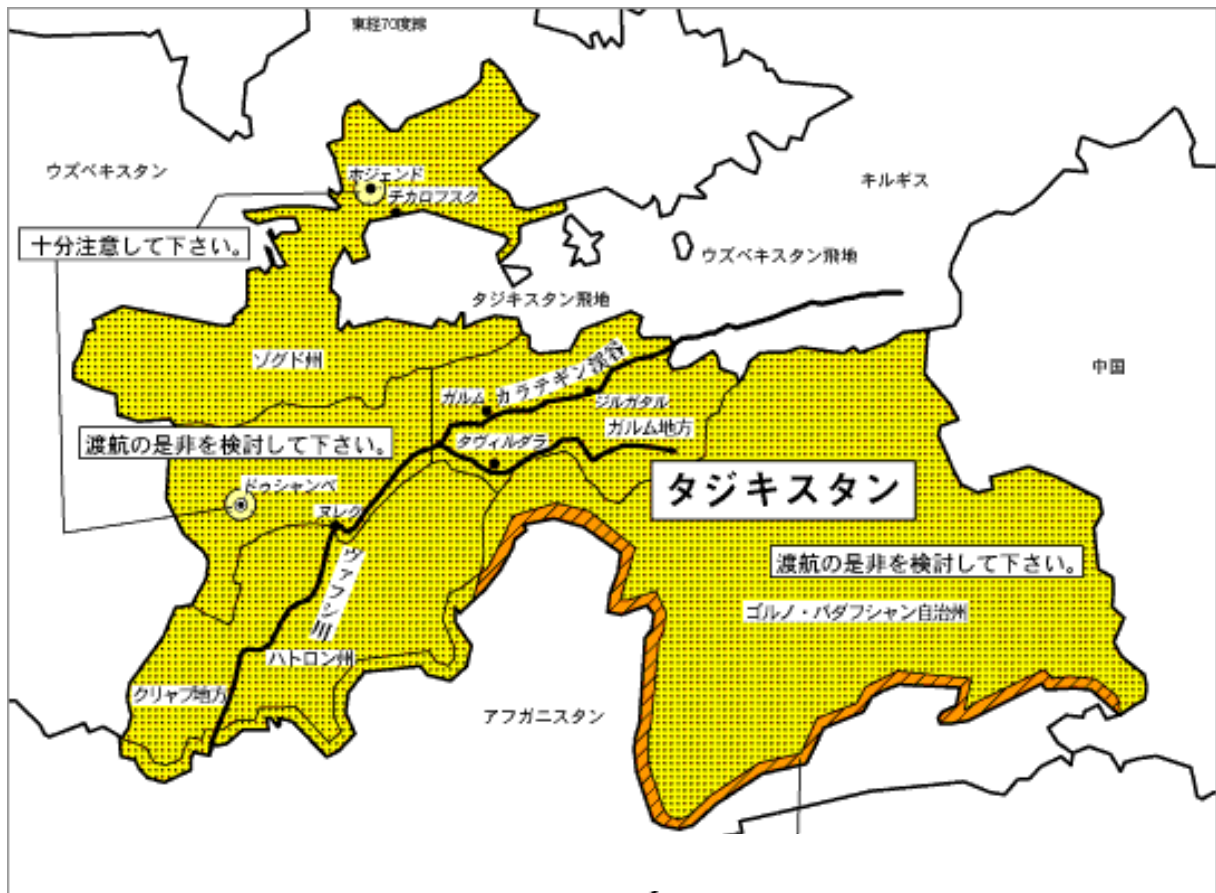 東経70度線
ウズベキスタン
ホジェンド
チカロフスク
キルギス
十分注意して下さい。
ウズベキスタン飛地
タジキスタン飛地
ソグド州
中国
カラテギン渓谷
ガルム
ジルガタル
ガルム地方
渡航の是非を検討して下さい。
タヴィルダラ
タジキスタン
ドゥシャンベ
ヌレク
ヴァフシ川
渡航の是非を検討して下さい。
ゴルノ・バダフシャン自治州
ハトロン州
クリャブ地方
アフガニスタン